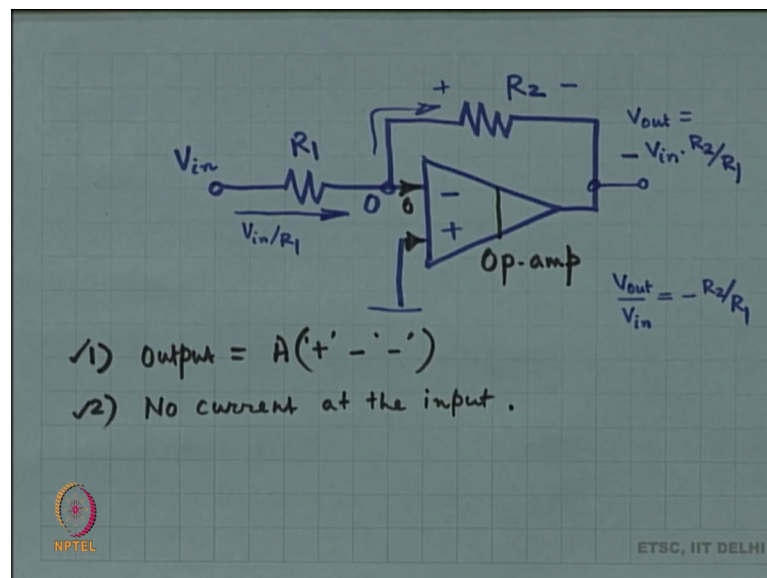 + R2 -
Vout =
- Vin. R2/R1
R1
Vin
0
0
-
+
Vin/R1
Op-amp
Vout/Vin = - R2/R1
✓1) Output = A('+' - '-')
✓2) No current at the input.
NPTEL
ETSC, IIT DELHI